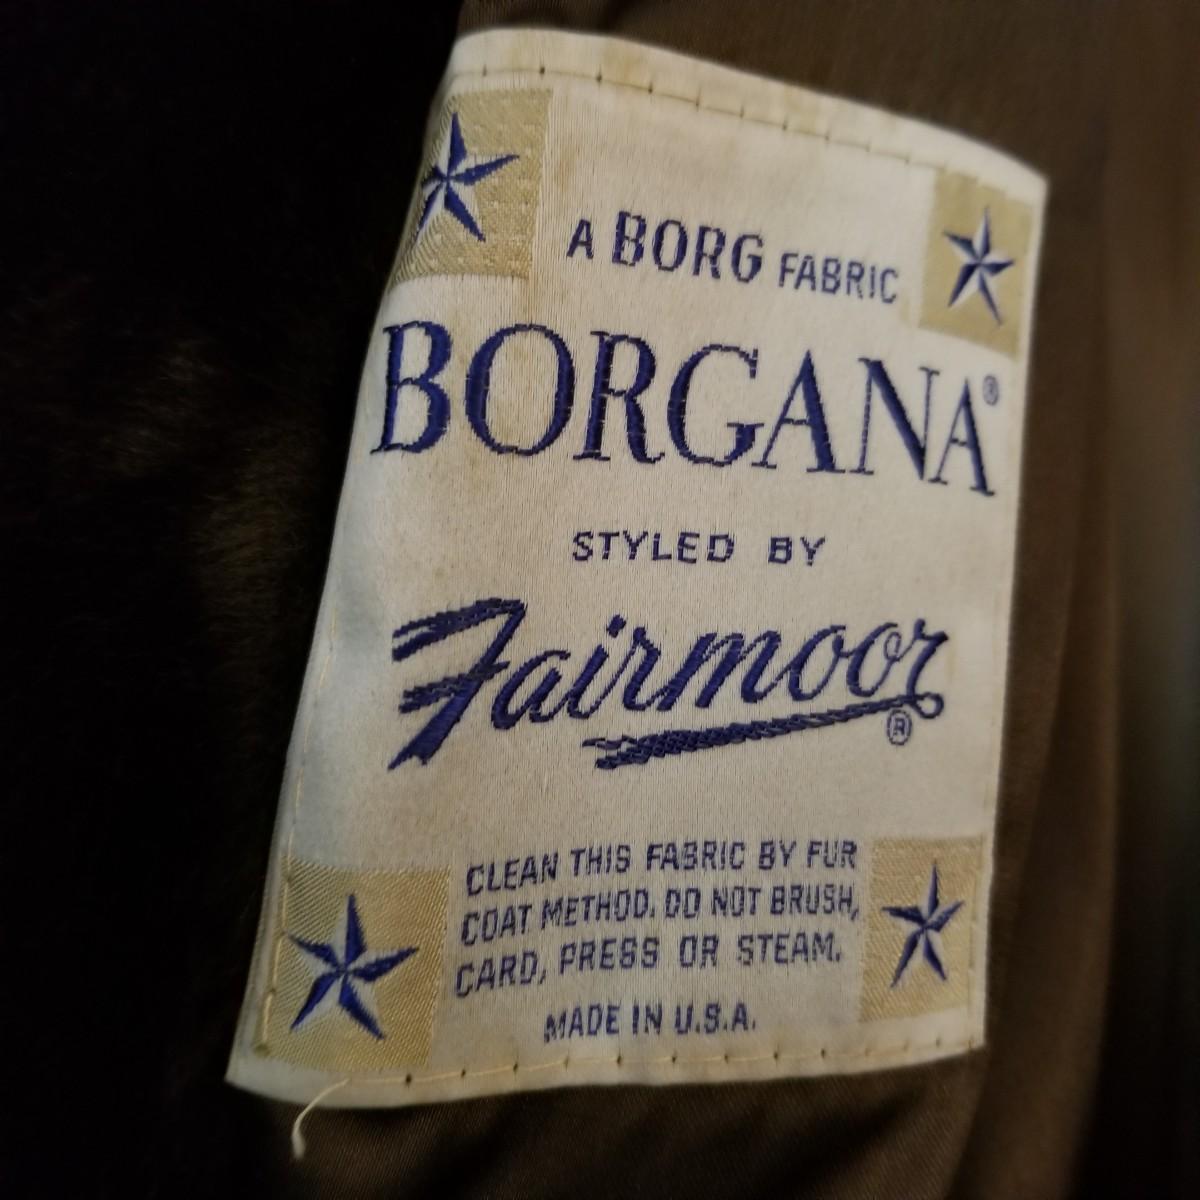 A BORG FABRIC
BORGANA®
STYLED BY
Fairmoor
®
CLEAN THIS FABRIC BY FUR
COAT METHOD. DO NOT BRUSH,
CARD, PRESS OR STEAM.
MADE IN U.S.A.